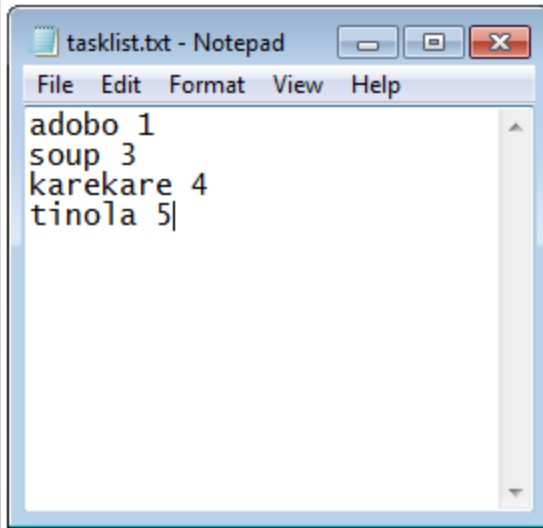 tasklist.txt - Notepad
File Edit Format View Help
adobo 1
soup 3
karekare 4
tinola 5